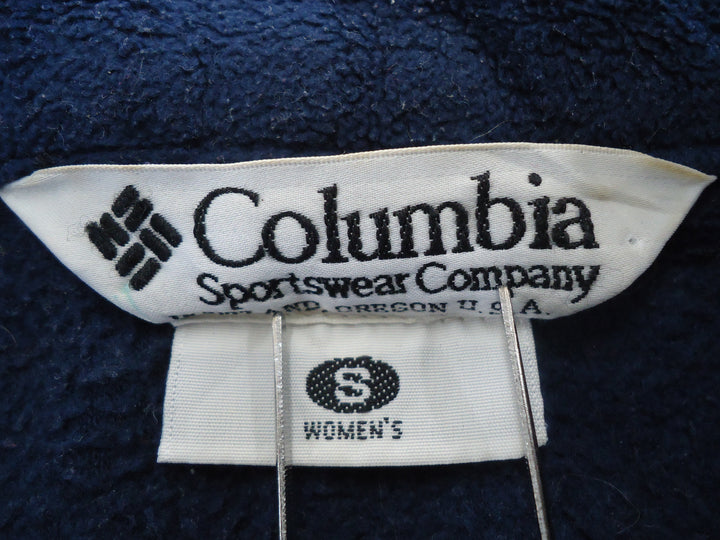 Columbia
Sportswear Company
OREGON U.S.A.
S
WOMEN'S